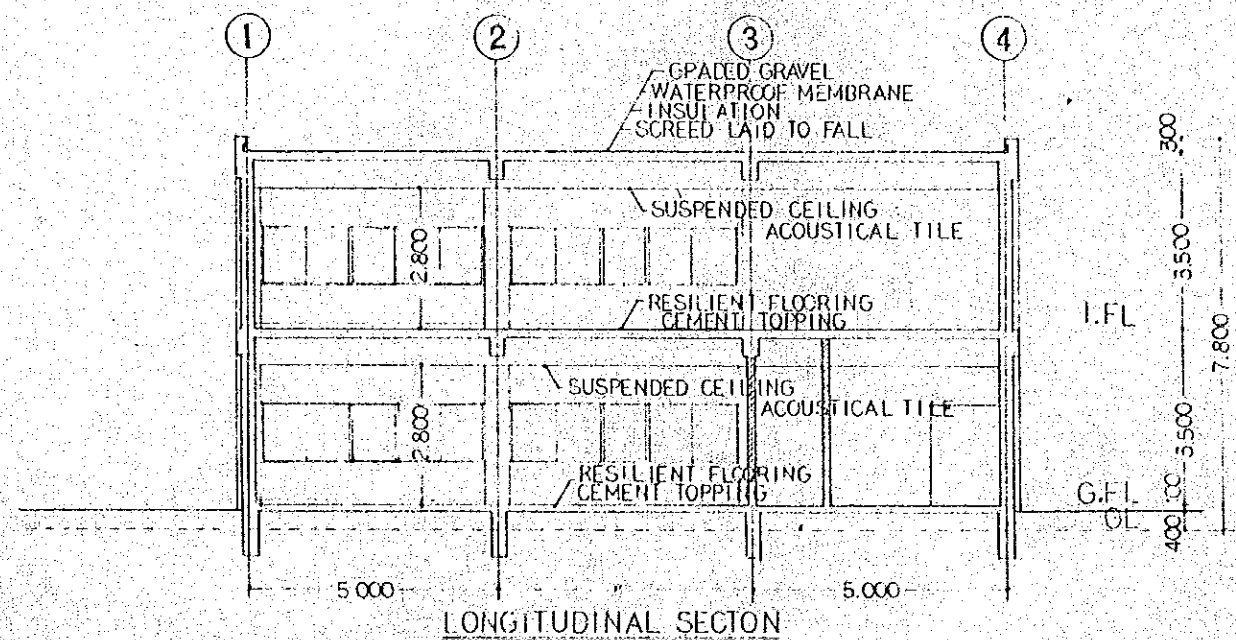 1 2 3 4
GRADED GRAVEL
WATERPROOF MEMBRANE
INSULATION
SCREED LAID TO FALL
300
SUSPENDED CEILING
ACOUSTICAL TILE
2.800
3.500
RESILIENT FLOORING
CEMENT TOPPING
1.FL
7.800
SUSPENDED CEILING
ACOUSTICAL TILE
2.800
3.500
RESILIENT FLOORING
CEMENT TOPPING
G.FL
GL
400
5.000 " 5.000
LONGITUDINAL SECTON